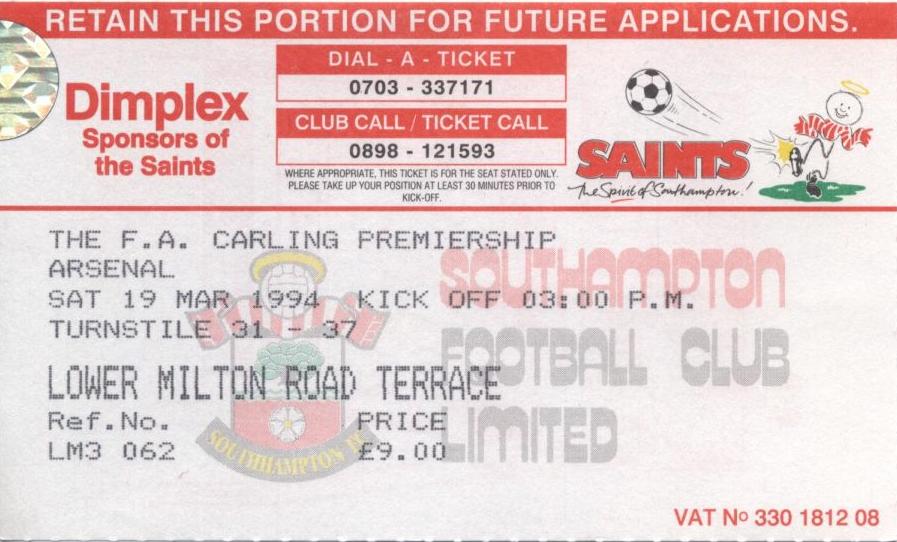 RETAIN THIS PORTION FOR FUTURE APPLICATIONS.
Dimplex
Sponsors of
the Saints
DIAL - A - TICKET
0703 - 337171
CLUB CALL / TICKET CALL
0898 - 121593
WHERE APPROPRIATE, THIS TICKET IS FOR THE SEAT STATED ONLY.
PLEASE TAKE UP YOUR POSITION AT LEAST 30 MINUTES PRIOR TO
KICK-OFF.
SAINTS
The Spirit of Southampton!
THE F.A. CARLING PREMIERSHIP
ARSENAL
SAT 19 MAR 1994 KICK OFF 03:00 P.M.
TURNSTILE 31 - 37
LOWER MILTON ROAD TERRACE
Ref.No. PRICE
LM3 062 £9.00
SOUTHAMPTON
FOOTBALL CLUB
LIMITED
SOUTHHAMPTON FC
VAT No 330 1812 08